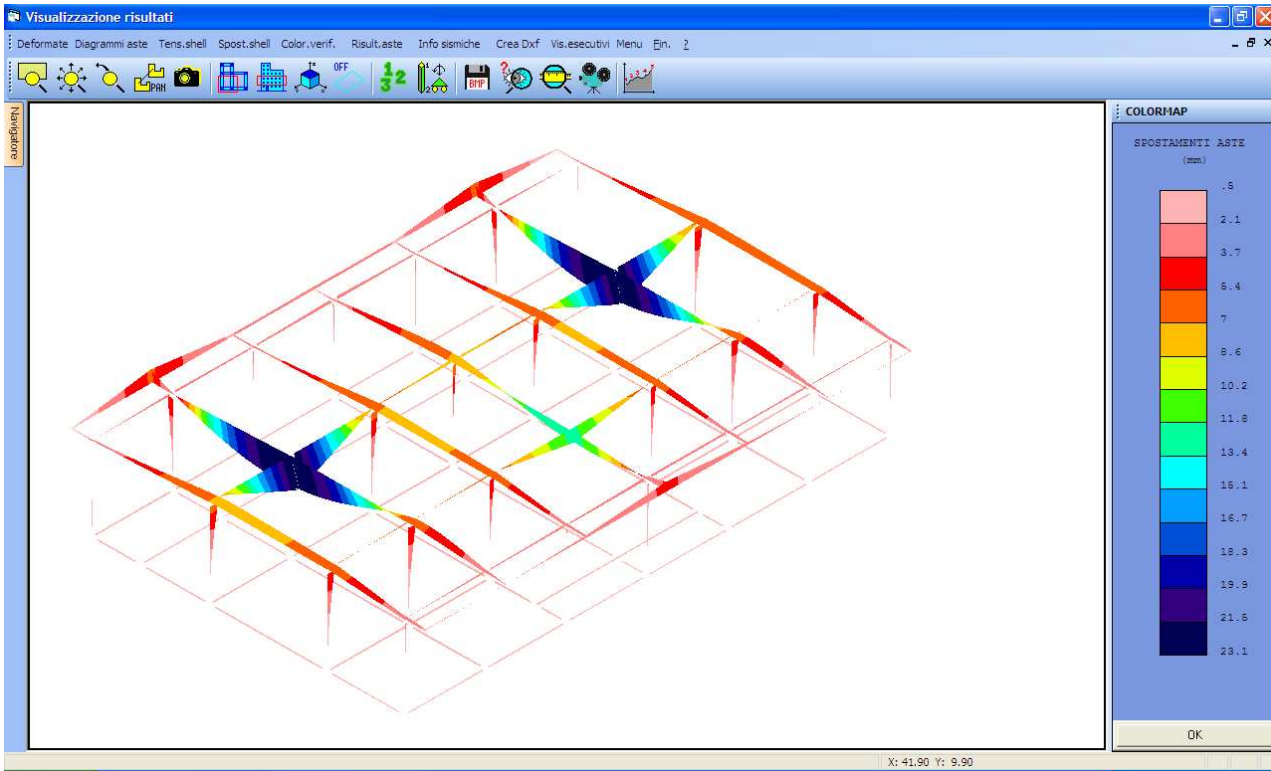 Visualizzazione risultati
Deformate Diagrammi aste Tens.shell Spost.shell Color.verif. Risult.aste Info sismiche Crea Dxf Vis.esecutivi Menu Fin. ?
PAN OFF 1 3 2 1 2 BMP ?
Navigatore
COLORMAP
SPOSTAMENTI ASTE
(mm)
.5
2.1
3.7
5.4
7
8.6
10.2
11.8
13.4
15.1
16.7
18.3
19.9
21.5
23.1
OK
X: 41.90 Y: 9.90